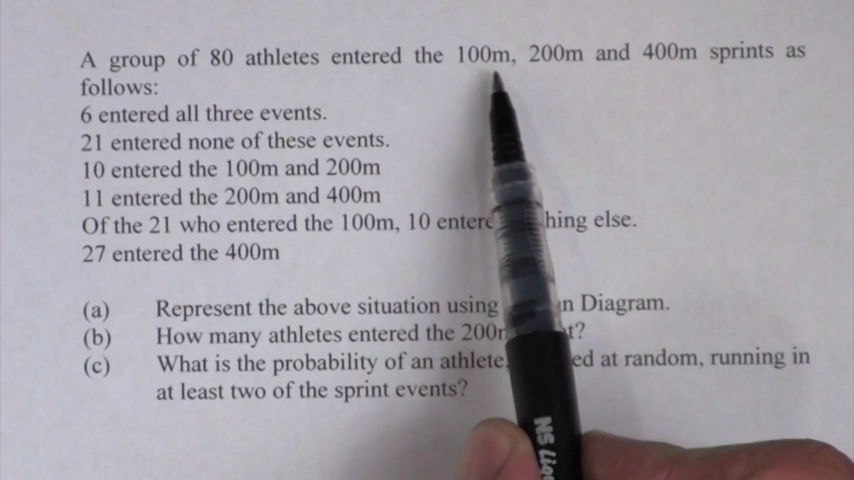 A group of 80 athletes entered the 100m, 200m and 400m sprints as
follows:
6 entered all three events.
21 entered none of these events.
10 entered the 100m and 200m
11 entered the 200m and 400m
Of the 21 who entered the 100m, 10 else.
27 entered the 400m
(a) Represent the above situation using Diagram.
(b) How many athletes entered the
(c) What is the probability of an athlete at random, running in
at least two of the sprint events?
NS